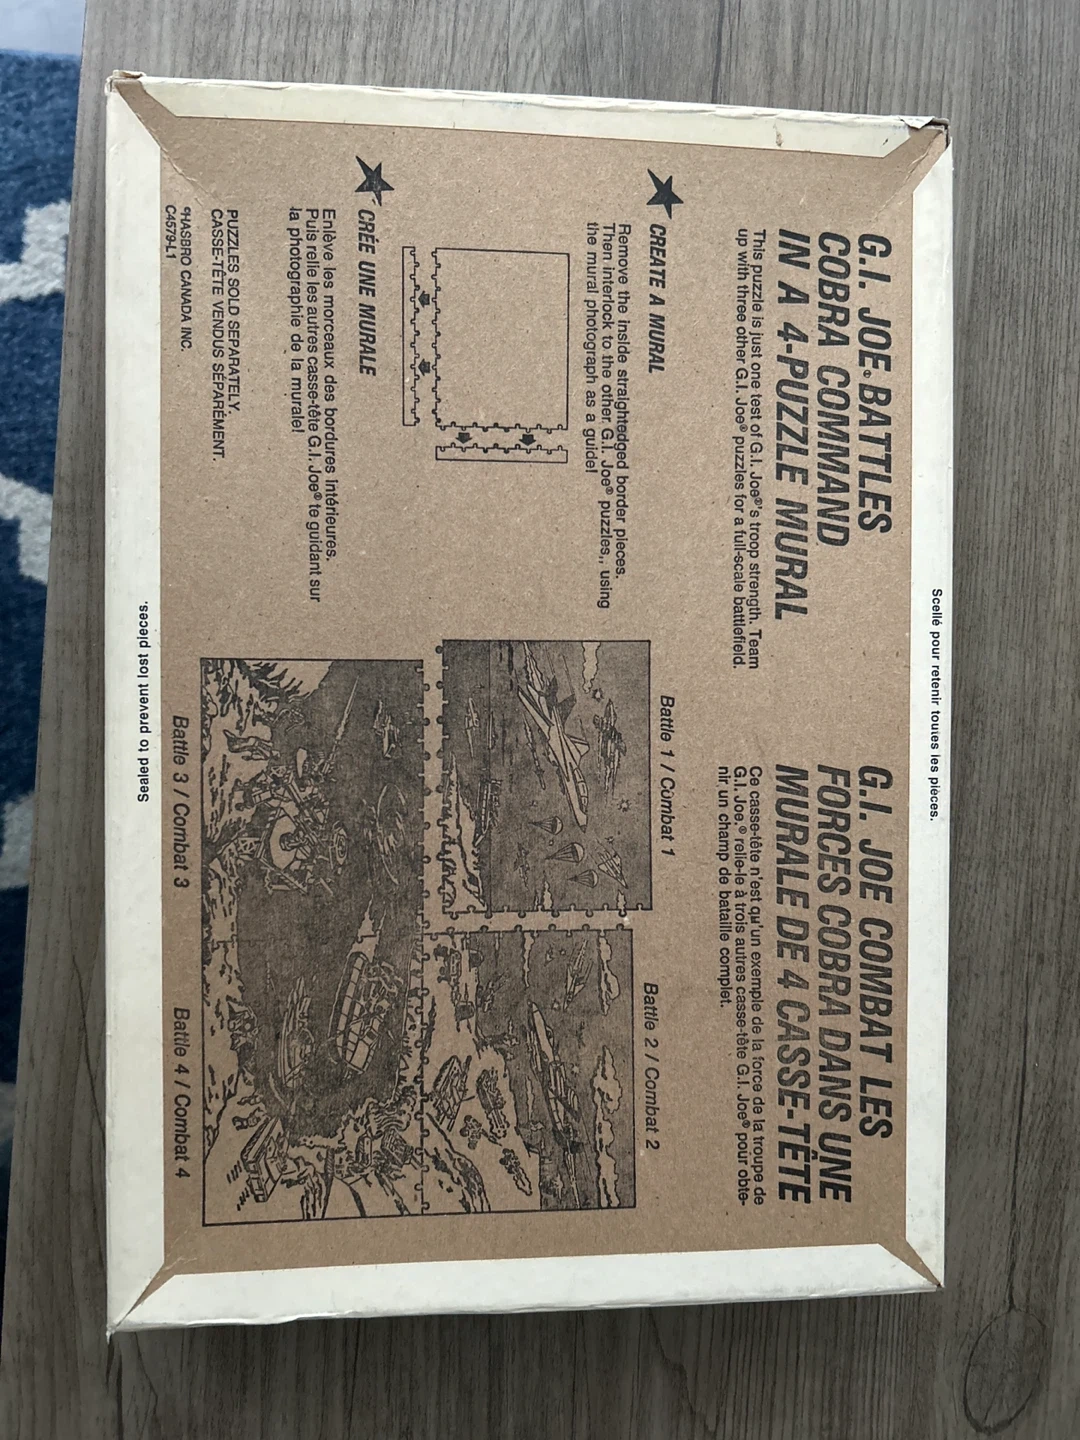 Scellé pour retenir toutes les pièces.
G.I. JOE® BATTLES
COBRA COMMAND
IN A 4-PUZZLE MURAL
This puzzle is just one test of G.I. Joe®'s troop strength. Team
up with three other G.I. Joe® puzzles for a full-scale battlefield.
CREATE A MURAL
Remove the inside straightedged border pieces.
Then interlock to the other G.I. Joe® puzzles,, using
the mural photograph as a guide!
CRÉE UNE MURALE
Enlève les morceaux des bordures intérieures.
Puis relie les autres casse-tête G.I. Joe® te guidant sur
la photographie de la murale!
PUZZLES SOLD SEPARATELY.
CASSE-TÊTE VENDUS SÉPARÉMENT.
©HASBRO CANADA INC.
C4579-L1
G.I. JOE COMBAT LES
FORCES COBRA DANS UNE
MURALE DE 4 CASSE-TÊTE
Ce casse-tête n'est qu'un exemple de la force de la troupe de
G.I. Joe.® relie-le à trois autres casse-tête G.I. Joe® pour obte-
nir un champ de bataille complet.
Battle 1 / Combat 1
Battle 2 / Combat 2
Battle 3 / Combat 3
Battle 4 / Combat 4
Sealed to prevent lost pieces.